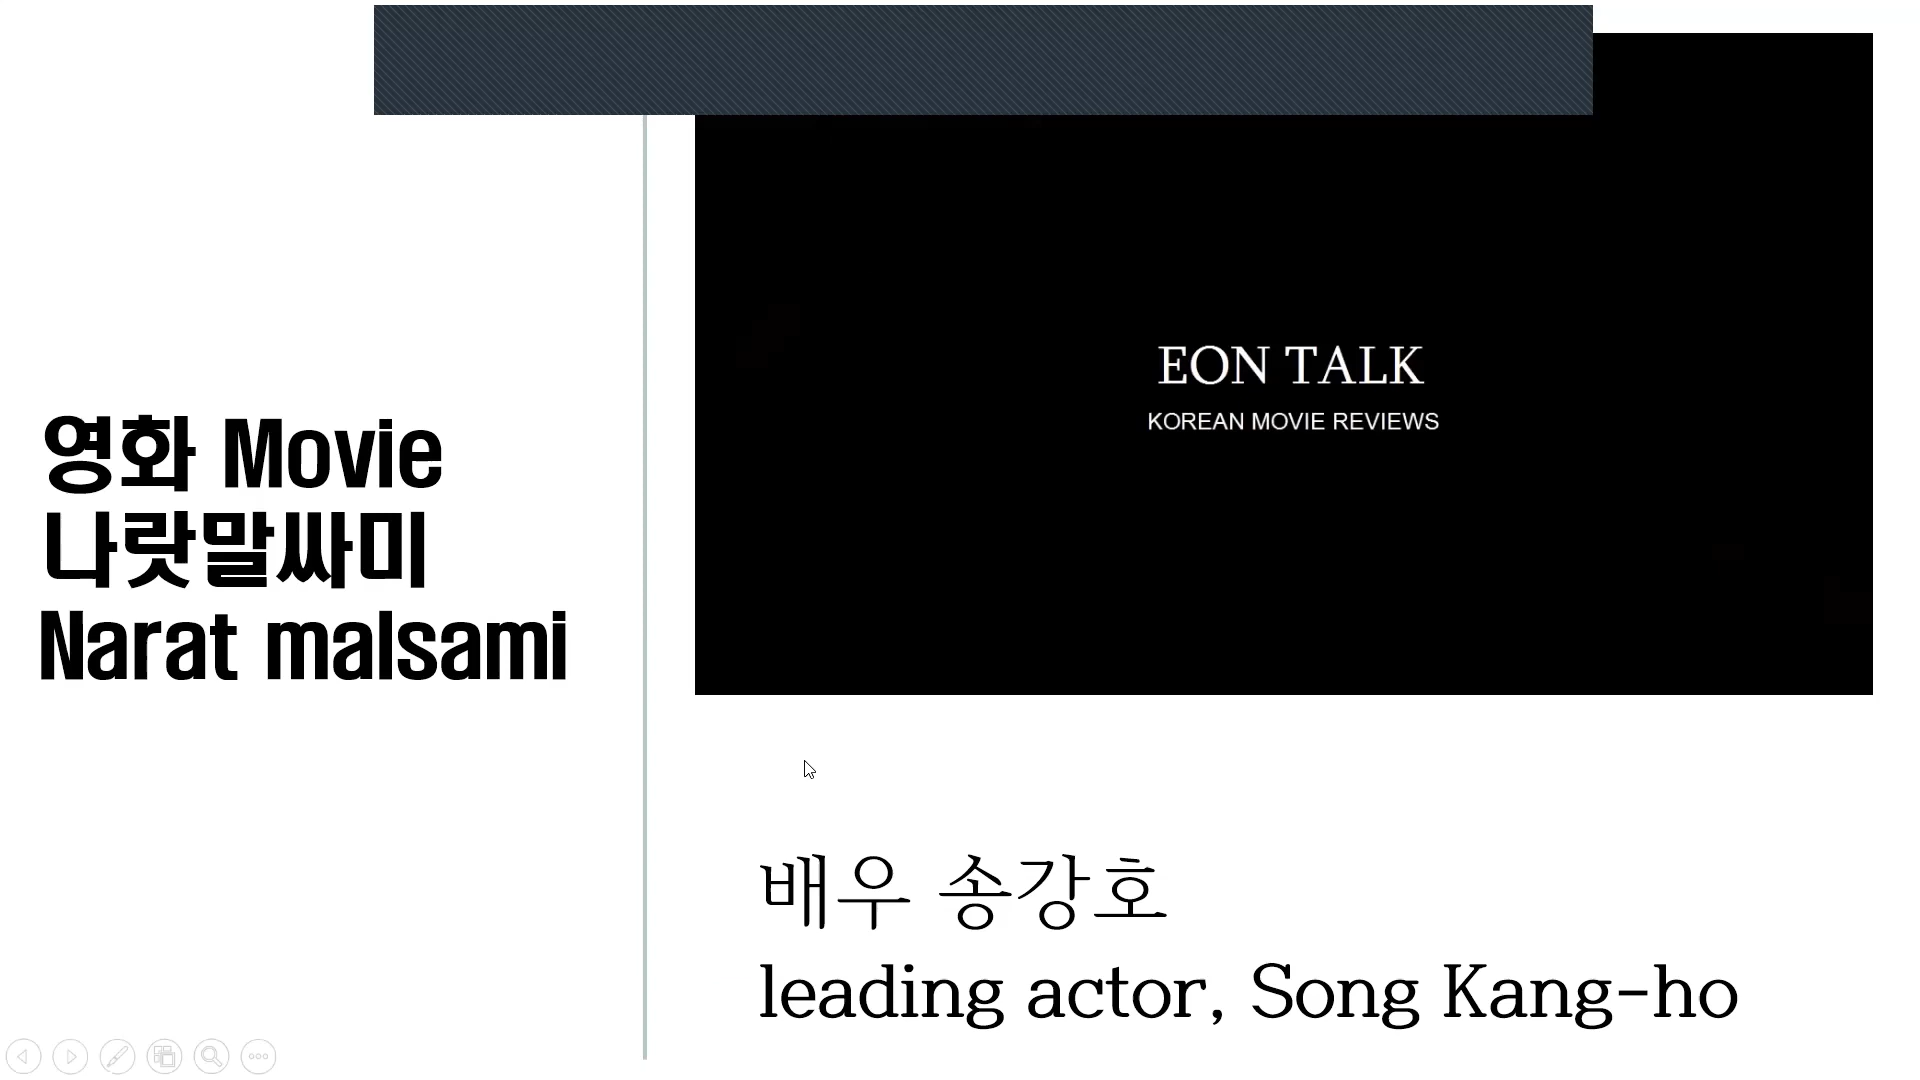 영화 Movie
나랏말싸미
Narat malsami
EON TALK
KOREAN MOVIE REVIEWS
배우 송강호
leading actor, Song Kang-ho